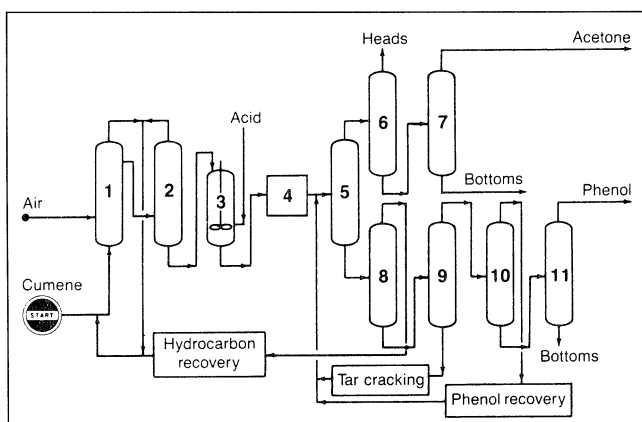 Heads
Acetone
Acid
6
7
1
2
3
4
5
Bottoms
Phenol
Air
8
9
10
11
Cumene
START
Hydrocarbon
recovery
Tar cracking
Bottoms
Phenol recovery